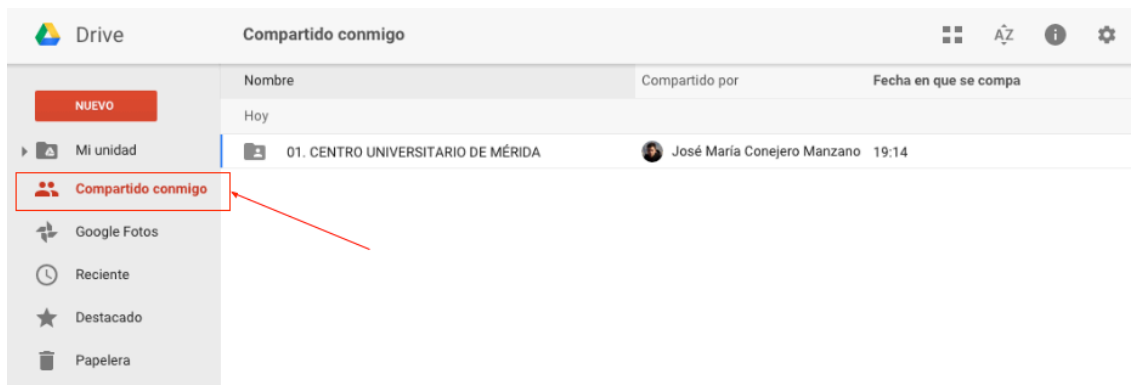 Drive
Compartido conmigo
Nombre
Compartido por
Fecha en que se compa
NUEVO
Hoy
Mi unidad
01. CENTRO UNIVERSITARIO DE MÉRIDA
José María Conejero Manzano
19:14
Compartido conmigo
Google Fotos
Reciente
Destacado
Papelera
AZ